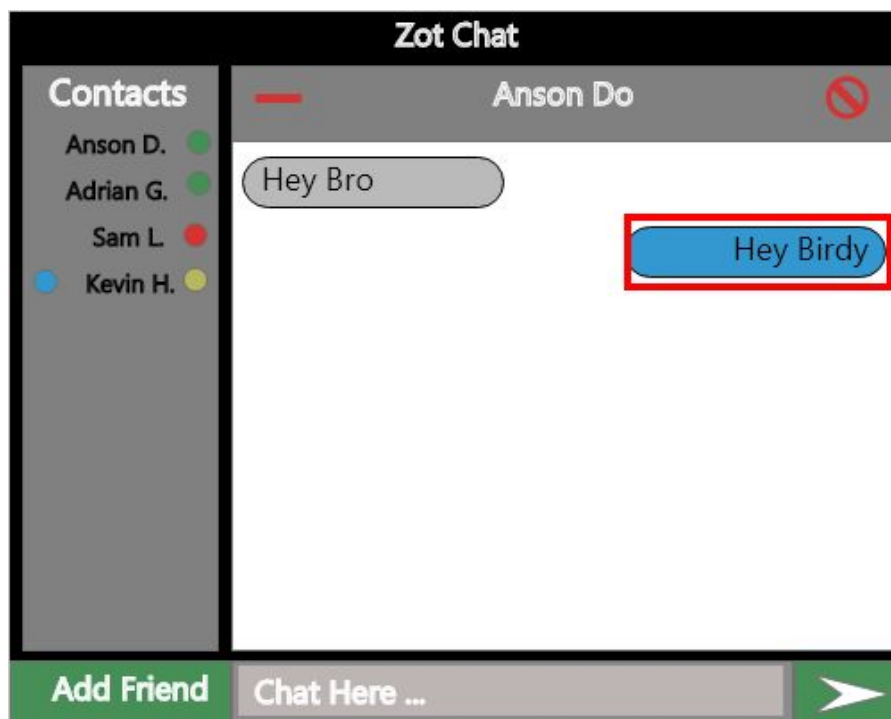 Zot Chat
Contacts
Anson D.
Adrian G.
Sam L.
Kevin H.
Anson Do
Hey Bro
Hey Birdy
Add Friend
Chat Here ...